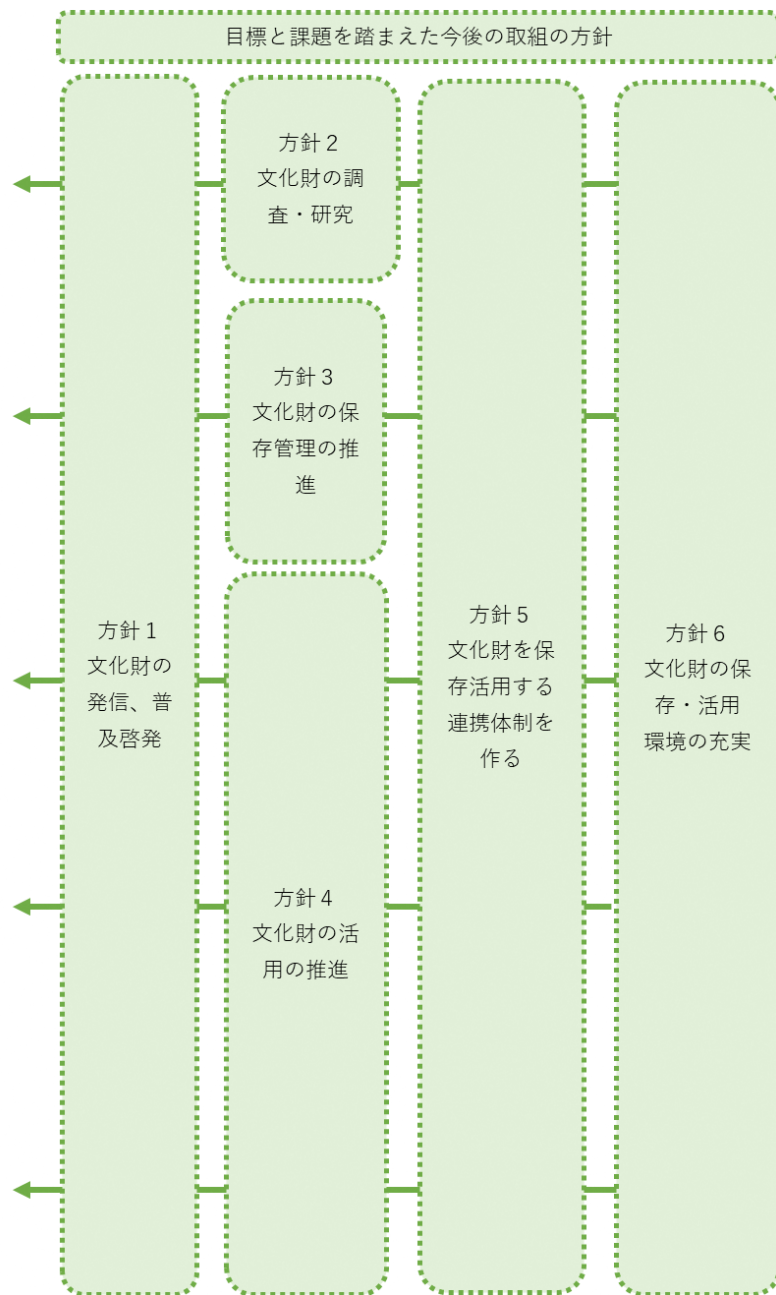 目標と課題を踏まえた今後の取組の方針
方針１
文化財の
発信、普
及啓発
方針２
文化財の調
査・研究
方針３
文化財の保
存管理の推
進
方針４
文化財の活
用の推進
方針５
文化財を保
存活用する
連携体制を
作る
方針６
文化財の保
存・活用
環境の充実